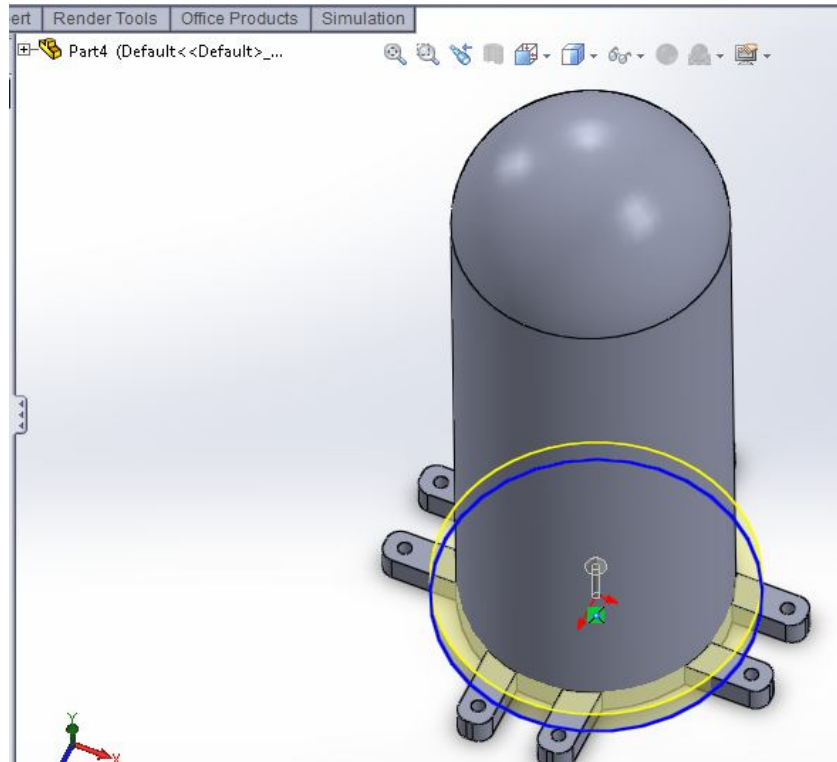 ert Render Tools Office Products Simulation
Part4 (Default<<Default>_...
Y
X